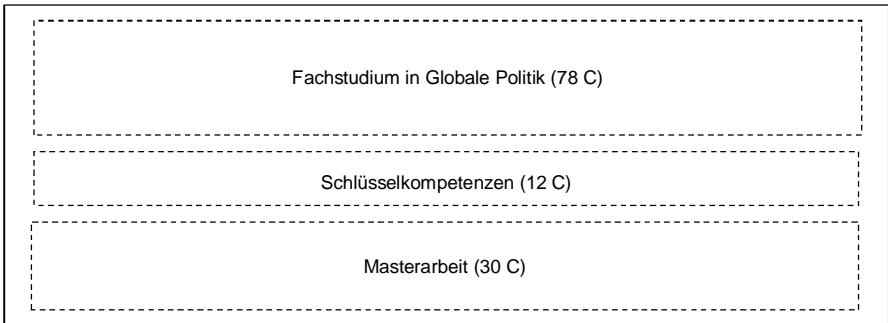 Fachstudium in Globale Politik (78 C)
Schlüsselkompetenzen (12 C)
Masterarbeit (30 C)